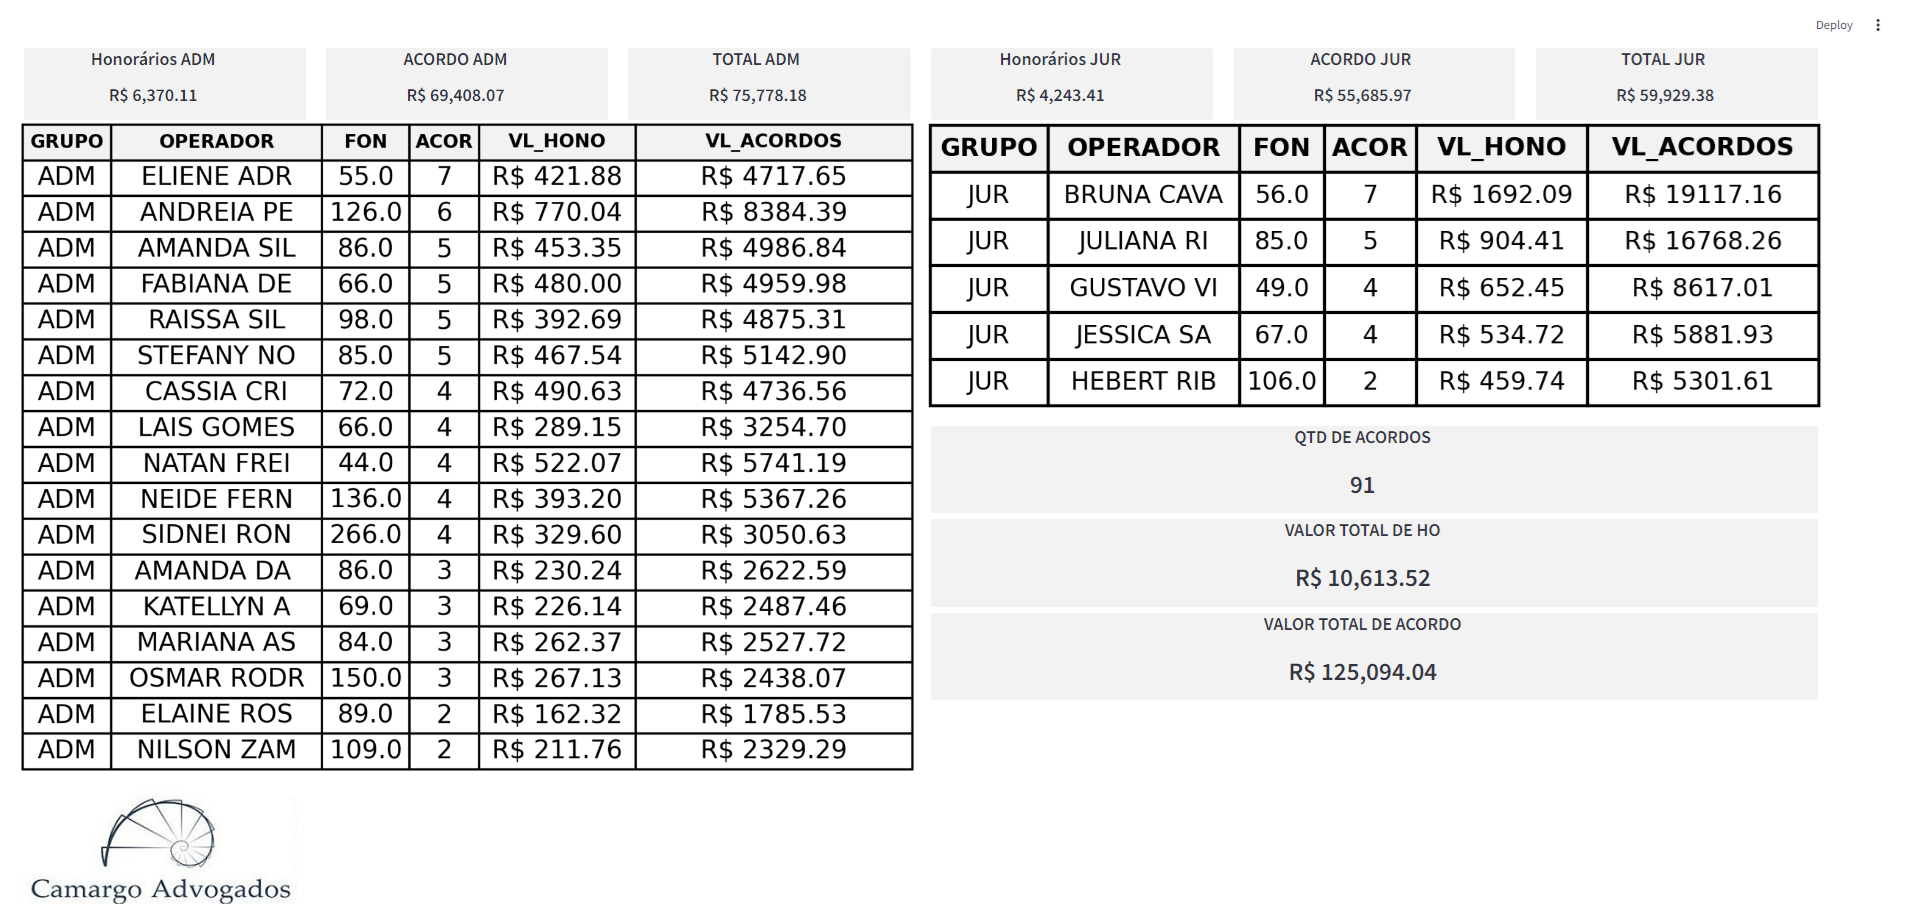 Deploy
Honorários ADM
R$ 6,370.11
ACORDO ADM
R$ 69,408.07
TOTAL ADM
R$ 75,778.18
Honorários JUR
R$ 4,243.41
ACORDO JUR
R$ 55,685.97
TOTAL JUR
R$ 59,929.38
GRUPO OPERADOR FON ACOR VL_HONO VL_ACORDOS
ADM ELIENE ADR 55.0 7 R$ 421.88 R$ 4717.65
ADM ANDREIA PE 126.0 6 R$ 770.04 R$ 8384.39
ADM AMANDA SIL 86.0 5 R$ 453.35 R$ 4986.84
ADM FABIANA DE 66.0 5 R$ 480.00 R$ 4959.98
ADM RAISSA SIL 98.0 5 R$ 392.69 R$ 4875.31
ADM STEFANY NO 85.0 5 R$ 467.54 R$ 5142.90
ADM CASSIA CRI 72.0 4 R$ 490.63 R$ 4736.56
ADM LAIS GOMES 66.0 4 R$ 289.15 R$ 3254.70
ADM NATAN FREI 44.0 4 R$ 522.07 R$ 5741.19
ADM NEIDE FERN 136.0 4 R$ 393.20 R$ 5367.26
ADM SIDNEI RON 266.0 4 R$ 329.60 R$ 3050.63
ADM AMANDA DA 86.0 3 R$ 230.24 R$ 2622.59
ADM KATELLYN A 69.0 3 R$ 226.14 R$ 2487.46
ADM MARIANA AS 84.0 3 R$ 262.37 R$ 2527.72
ADM OSMAR RODR 150.0 3 R$ 267.13 R$ 2438.07
ADM ELAINE ROS 89.0 2 R$ 162.32 R$ 1785.53
ADM NILSON ZAM 109.0 2 R$ 211.76 R$ 2329.29
GRUPO OPERADOR FON ACOR VL_HONO VL_ACORDOS
JUR BRUNA CAVA 56.0 7 R$ 1692.09 R$ 19117.16
JUR JULIANA RI 85.0 5 R$ 904.41 R$ 16768.26
JUR GUSTAVO VI 49.0 4 R$ 652.45 R$ 8617.01
JUR JESSICA SA 67.0 4 R$ 534.72 R$ 5881.93
JUR HEBERT RIB 106.0 2 R$ 459.74 R$ 5301.61
QTD DE ACORDOS
91
VALOR TOTAL DE HO
R$ 10,613.52
VALOR TOTAL DE ACORDO
R$ 125,094.04
Camargo Advogados